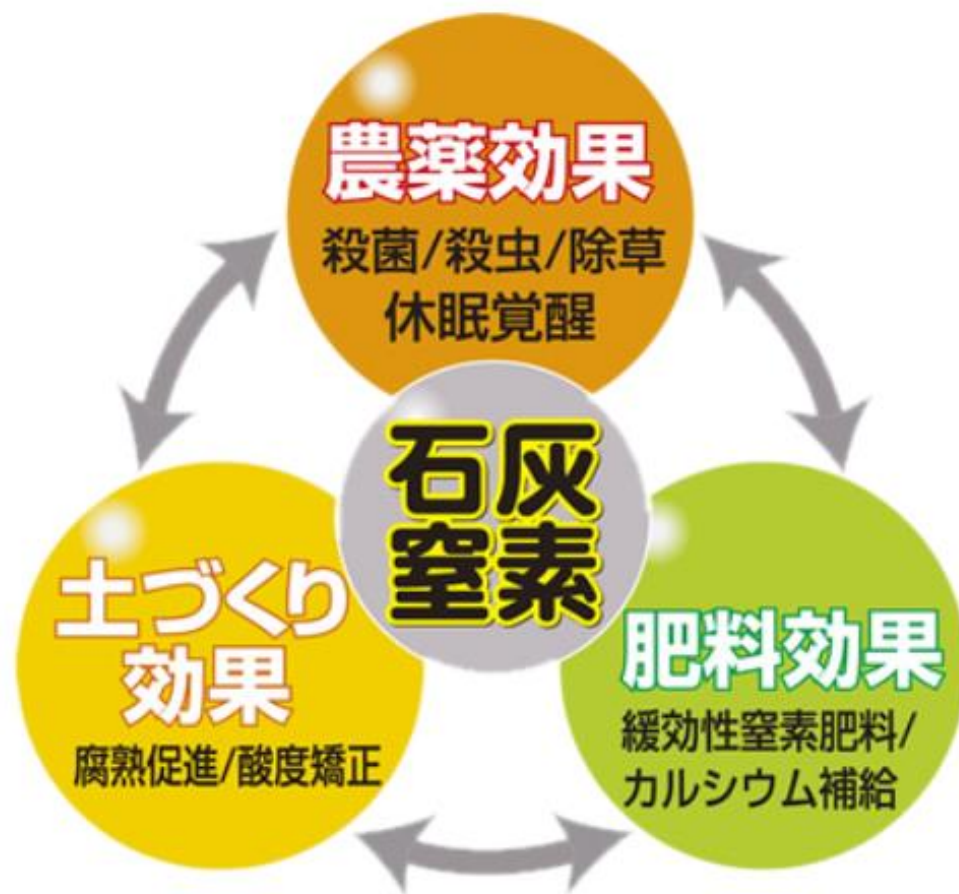 農薬効果
殺菌/殺虫/除草
休眠覚醒
石灰
窒素
土づくり
効果
腐熟促進/酸度矯正
肥料効果
緩効性窒素肥料/
カルシウム補給